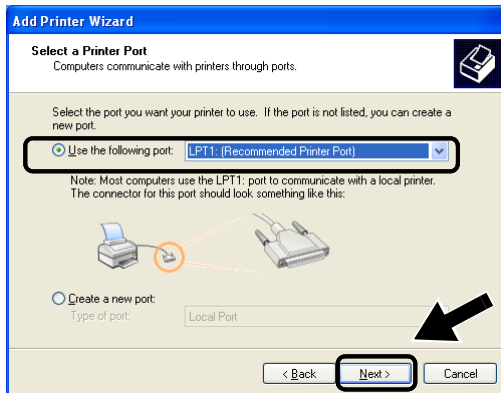 Add Printer Wizard
Select a Printer Port
Computers communicate with printers through ports.
Select the port you want your printer to use. If the port is not listed, you can create a
new port.
Use the following port: LPT1: (Recommended Printer Port)
Note: Most computers use the LPT1: port to communicate with a local printer.
The connector for this port should look something like this:
Create a new port:
Type of port: Local Port
< Back Next > Cancel